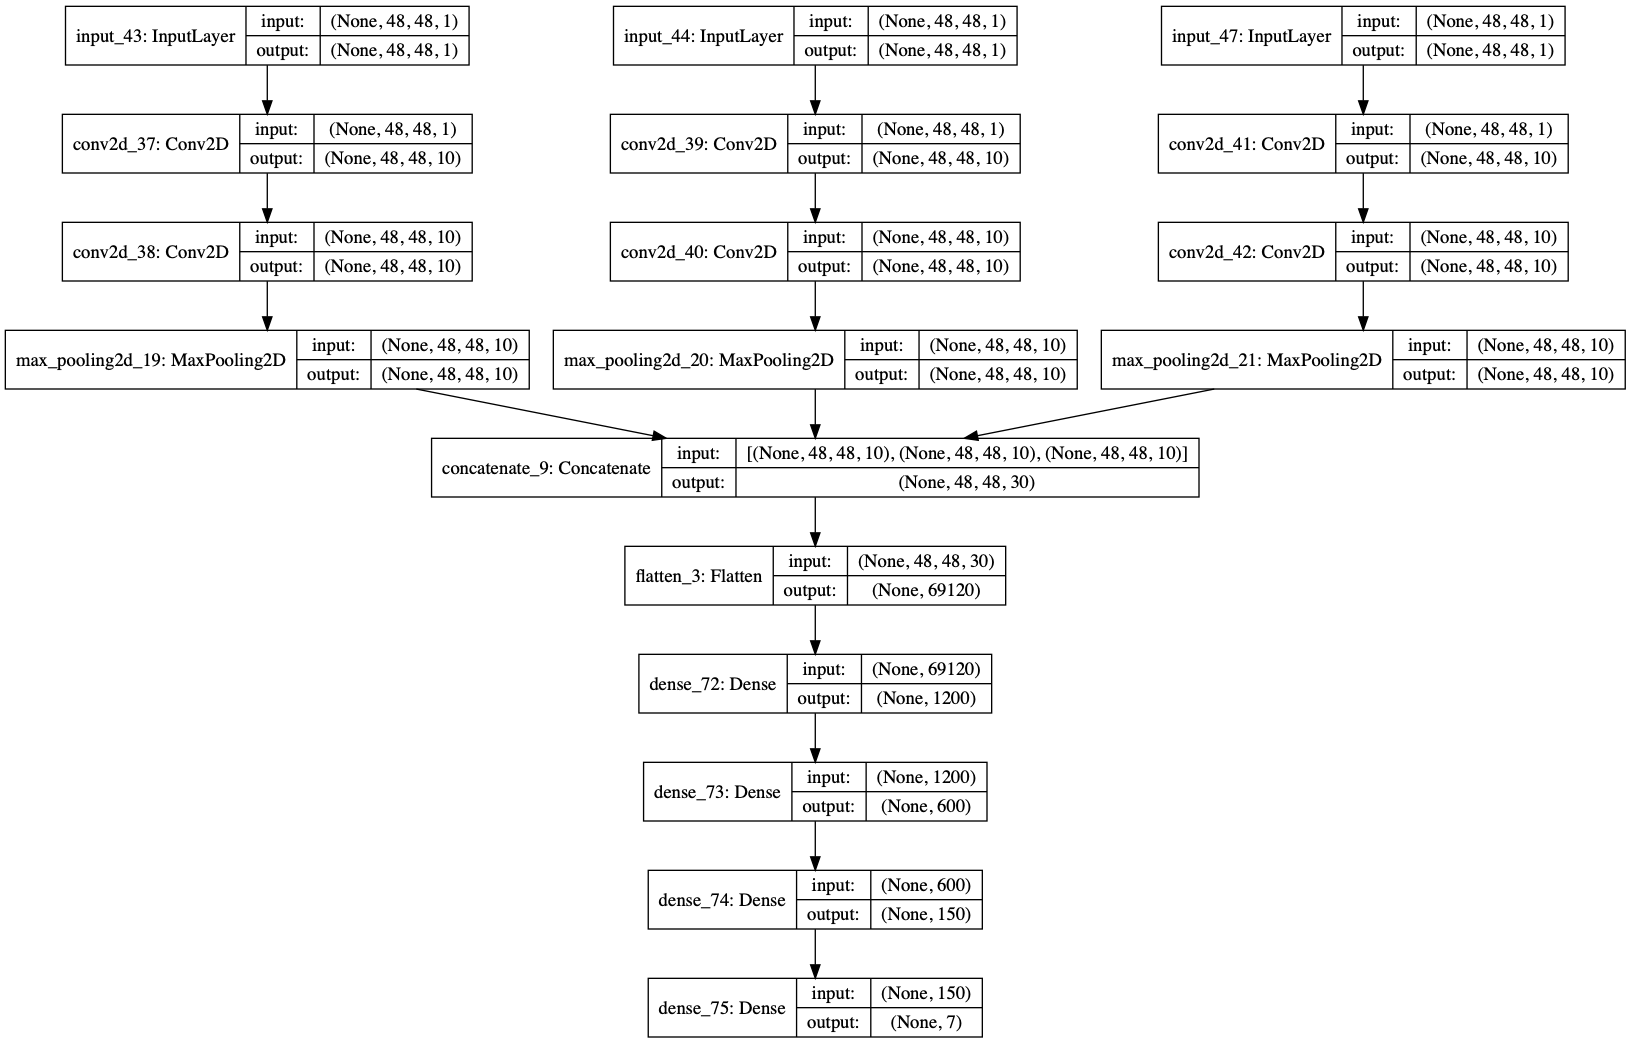 input_43: InputLayer input: (None, 48, 48, 1)
output: (None, 48, 48, 1)
input_44: InputLayer input: (None, 48, 48, 1)
output: (None, 48, 48, 1)
input_47: InputLayer input: (None, 48, 48, 1)
output: (None, 48, 48, 1)
conv2d_37: Conv2D input: (None, 48, 48, 1)
output: (None, 48, 48, 10)
conv2d_39: Conv2D input: (None, 48, 48, 1)
output: (None, 48, 48, 10)
conv2d_41: Conv2D input: (None, 48, 48, 1)
output: (None, 48, 48, 10)
conv2d_38: Conv2D input: (None, 48, 48, 10)
output: (None, 48, 48, 10)
conv2d_40: Conv2D input: (None, 48, 48, 10)
output: (None, 48, 48, 10)
conv2d_42: Conv2D input: (None, 48, 48, 10)
output: (None, 48, 48, 10)
max_pooling2d_19: MaxPooling2D input: (None, 48, 48, 10)
output: (None, 48, 48, 10)
max_pooling2d_20: MaxPooling2D input: (None, 48, 48, 10)
output: (None, 48, 48, 10)
max_pooling2d_21: MaxPooling2D input: (None, 48, 48, 10)
output: (None, 48, 48, 10)
concatenate_9: Concatenate input: [(None, 48, 48, 10), (None, 48, 48, 10), (None, 48, 48, 10)]
output: (None, 48, 48, 30)
flatten_3: Flatten input: (None, 48, 48, 30)
output: (None, 69120)
dense_72: Dense input: (None, 69120)
output: (None, 1200)
dense_73: Dense input: (None, 1200)
output: (None, 600)
dense_74: Dense input: (None, 600)
output: (None, 150)
dense_75: Dense input: (None, 150)
output: (None, 7)